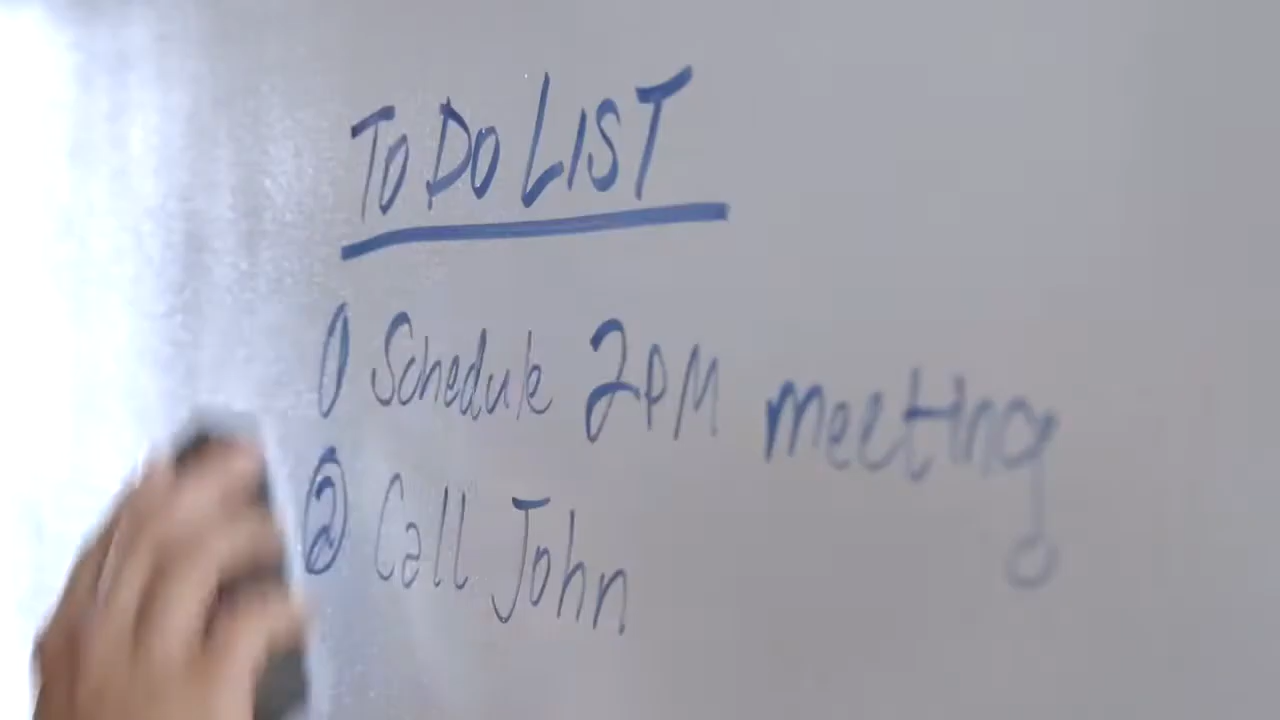 To Do LIST
① Schedule 2PM meeting
② Call John